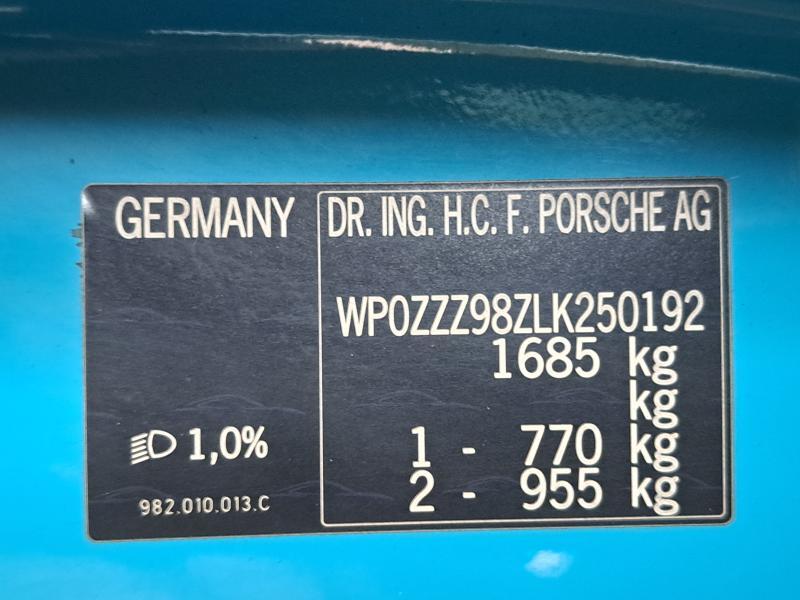 GERMANY
DR. ING. H.C. F. PORSCHE AG
WP0ZZZ98ZLK250192
1685 kg
kg
1 - 770 kg
2 - 955 kg
1,0%
982.010.013.C